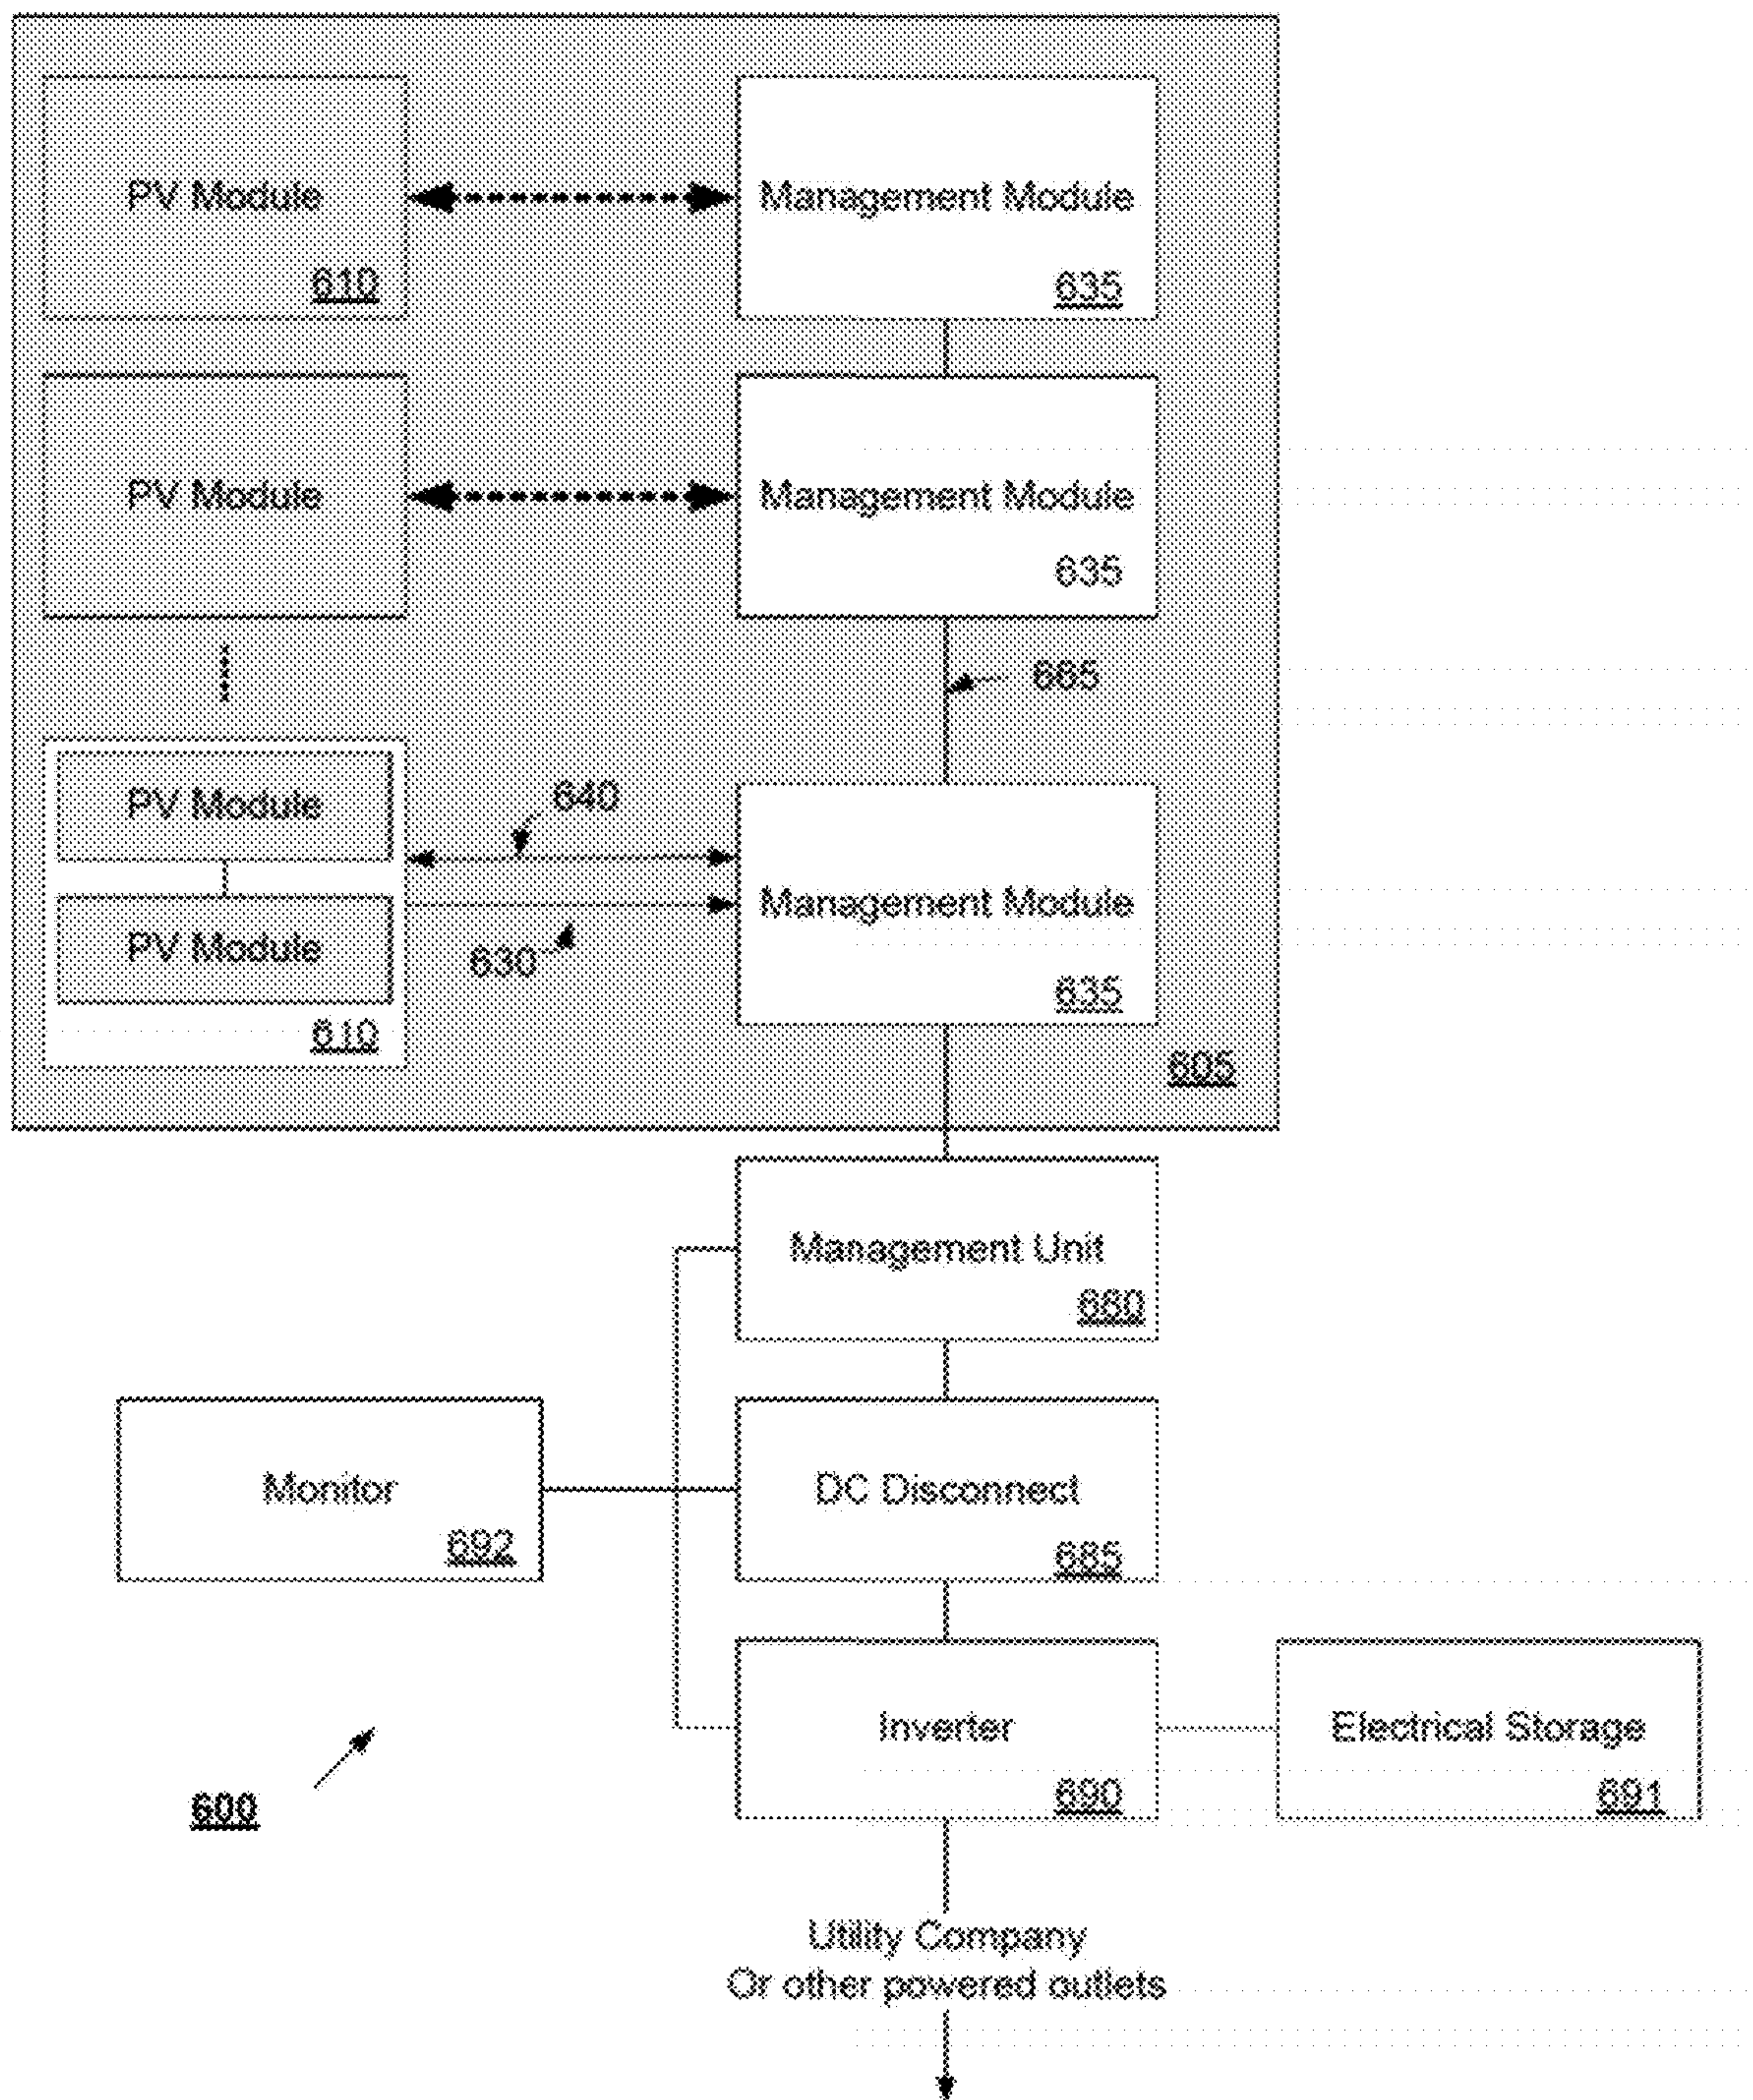 PV Module
610
Management Module
635
PV Module
Management Module
635
665
PV Module
640
PV Module
630
610
Management Module
635
605
Management Unit
680
Monitor
692
DC Disconnect
685
Inverter
690
Electrical Storage
691
600
Utility Company
Or other powered outlets